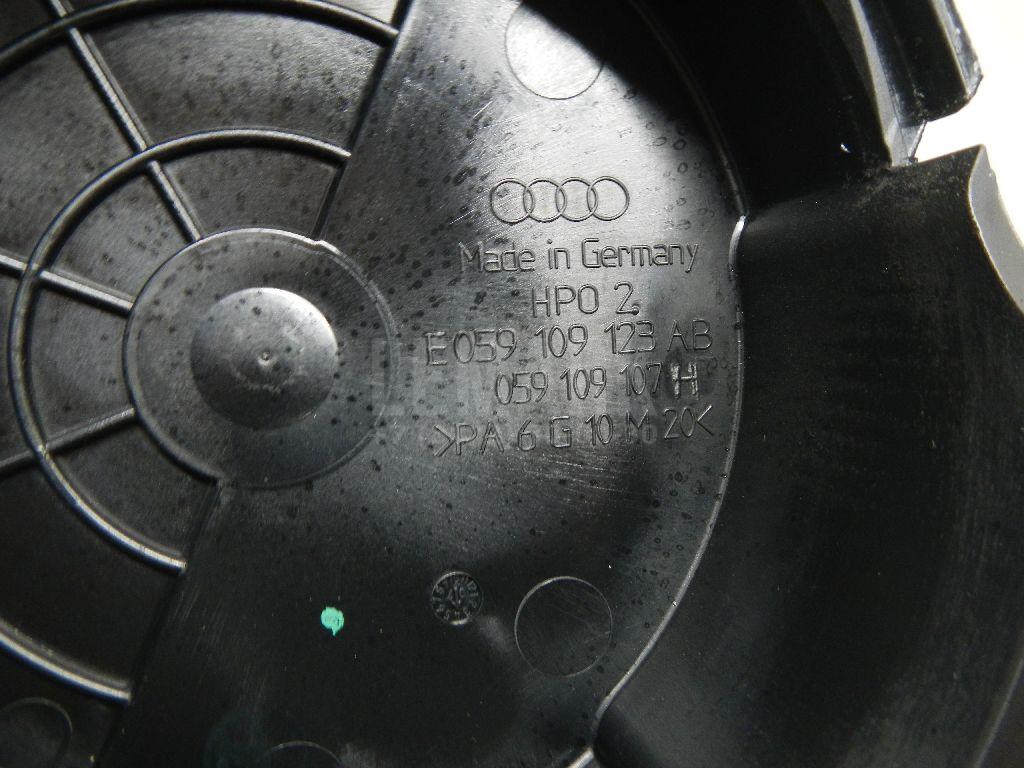 Made in Germany
HPO 2
E 059 109 123 AB
059 109 107 H
>PA 6 G 10 M 20<